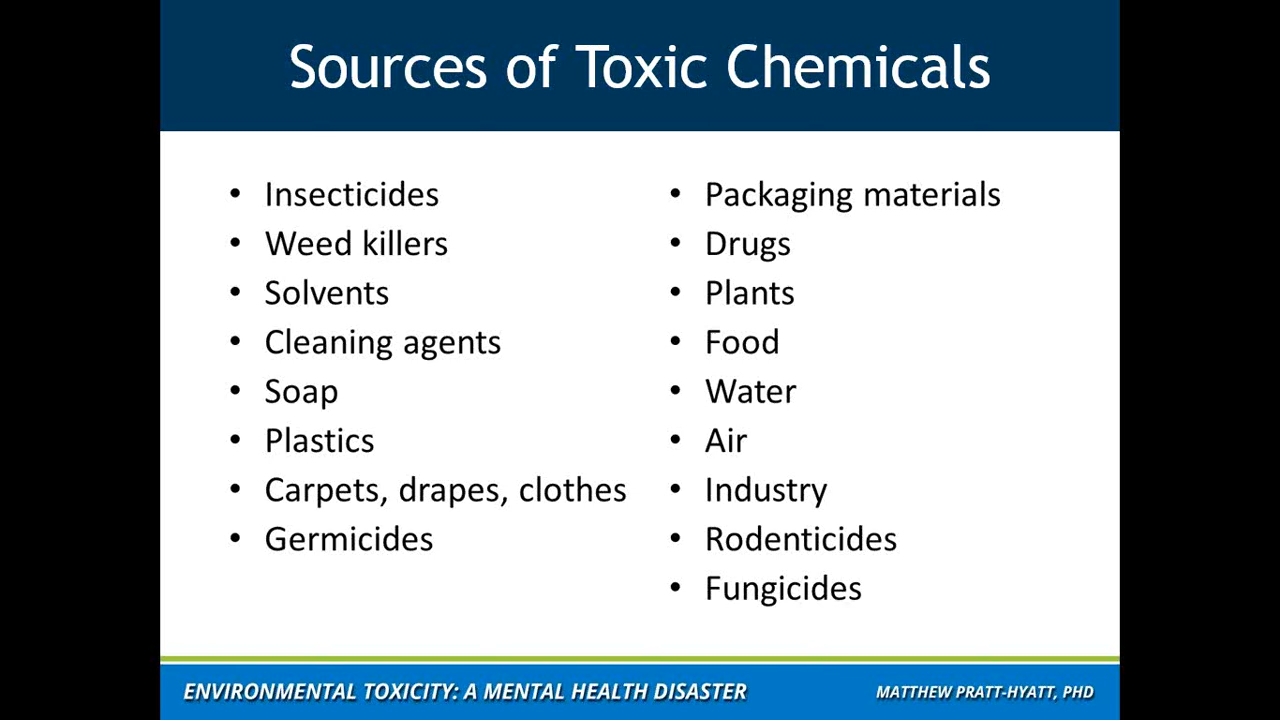 Sources of Toxic Chemicals
• Insecticides
• Weed killers
• Solvents
• Cleaning agents
• Soap
• Plastics
• Carpets, drapes, clothes
• Germicides
• Packaging materials
• Drugs
• Plants
• Food
• Water
• Air
• Industry
• Rodenticides
• Fungicides
ENVIRONMENTAL TOXICITY: A MENTAL HEALTH DISASTER
MATTHEW PRATT-HYATT, PHD